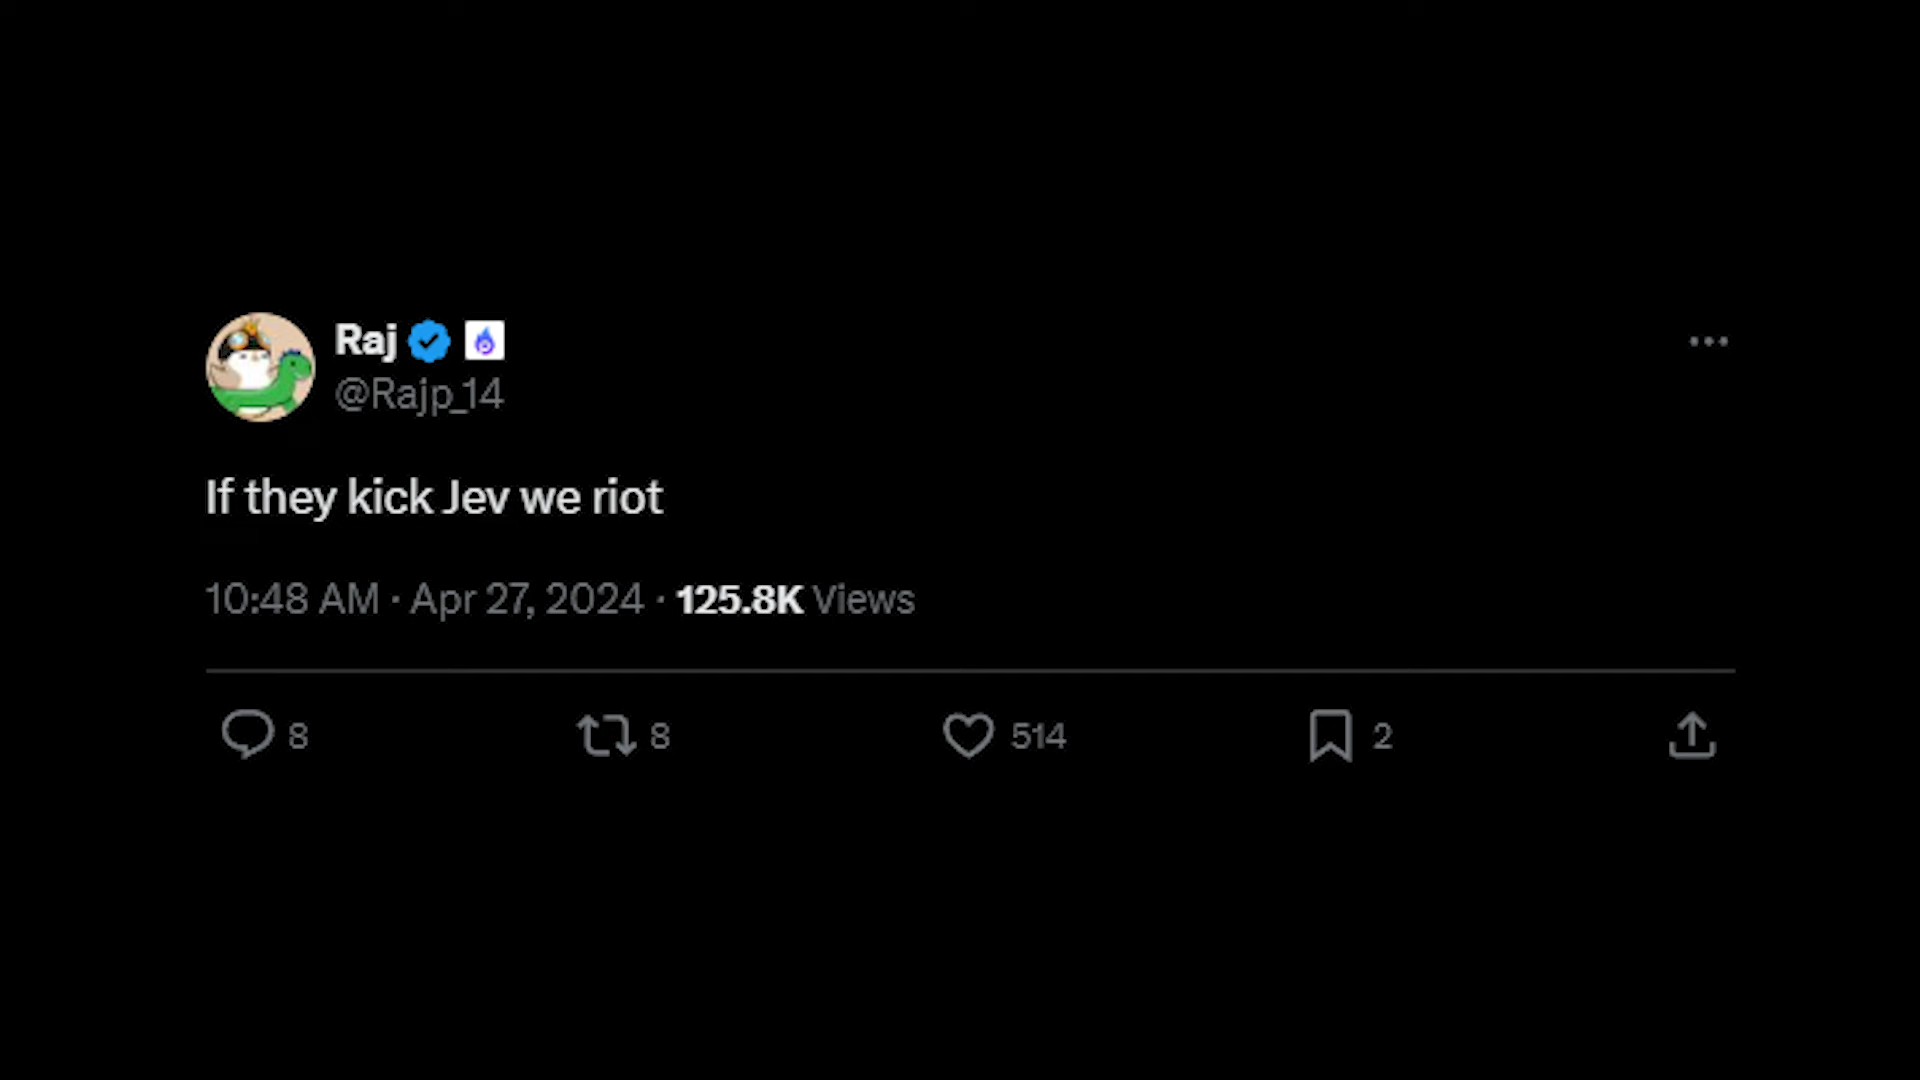 Raj
@Rajp_14
If they kick Jev we riot
10:48 AM · Apr 27, 2024 · 125.8K Views
8 8 514 2